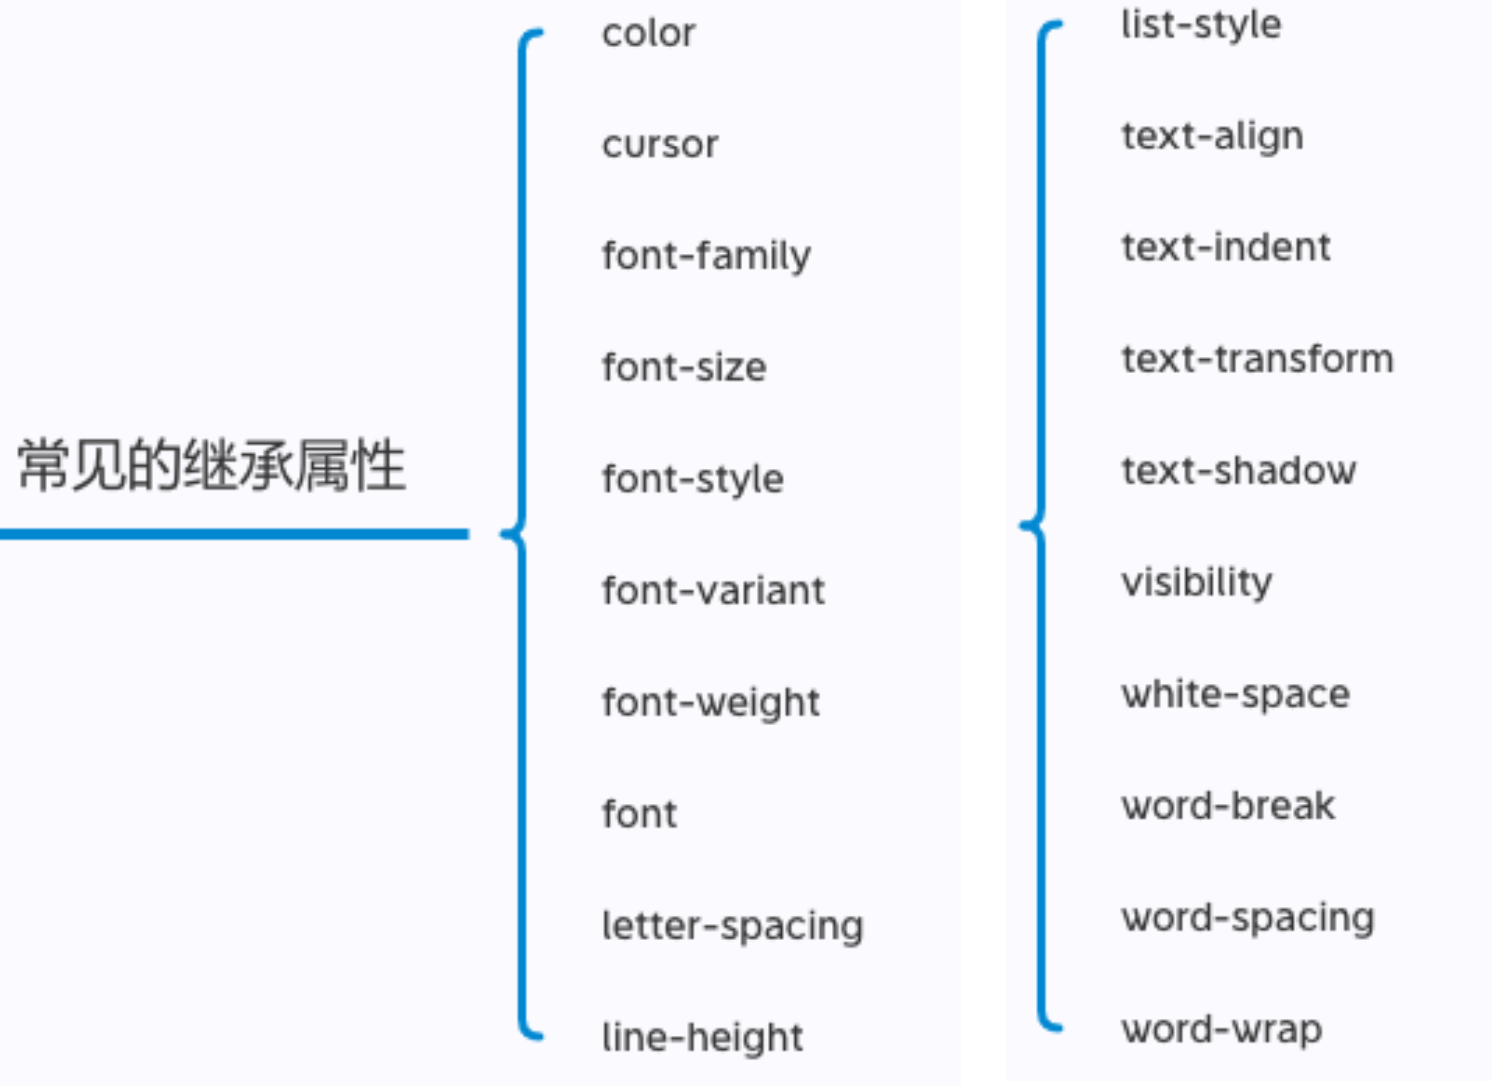 常见的继承属性
color
cursor
font-family
font-size
font-style
font-variant
font-weight
font
letter-spacing
line-height
list-style
text-align
text-indent
text-transform
text-shadow
visibility
white-space
word-break
word-spacing
word-wrap